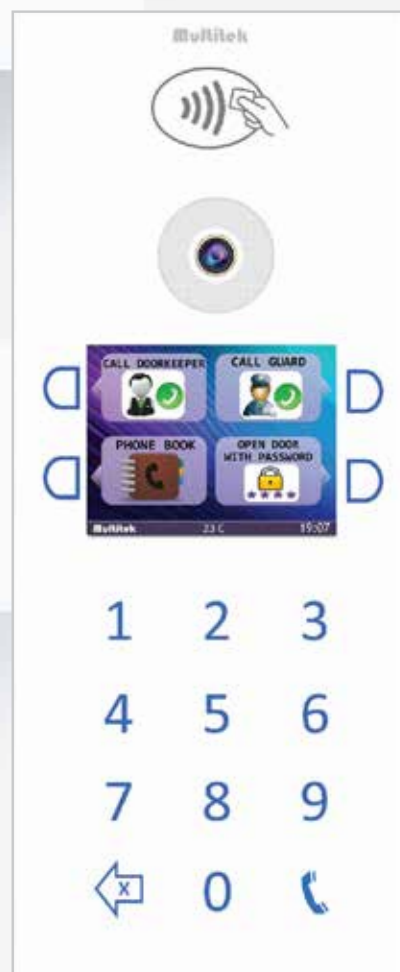 Multitek
CALL DOORKEEPER
CALL GUARD
PHONE BOOK
OPEN DOOR
WITH PASSWORD
★★★★
Multitek 23 C 19:07
1 2 3
4 5 6
7 8 9
X 0